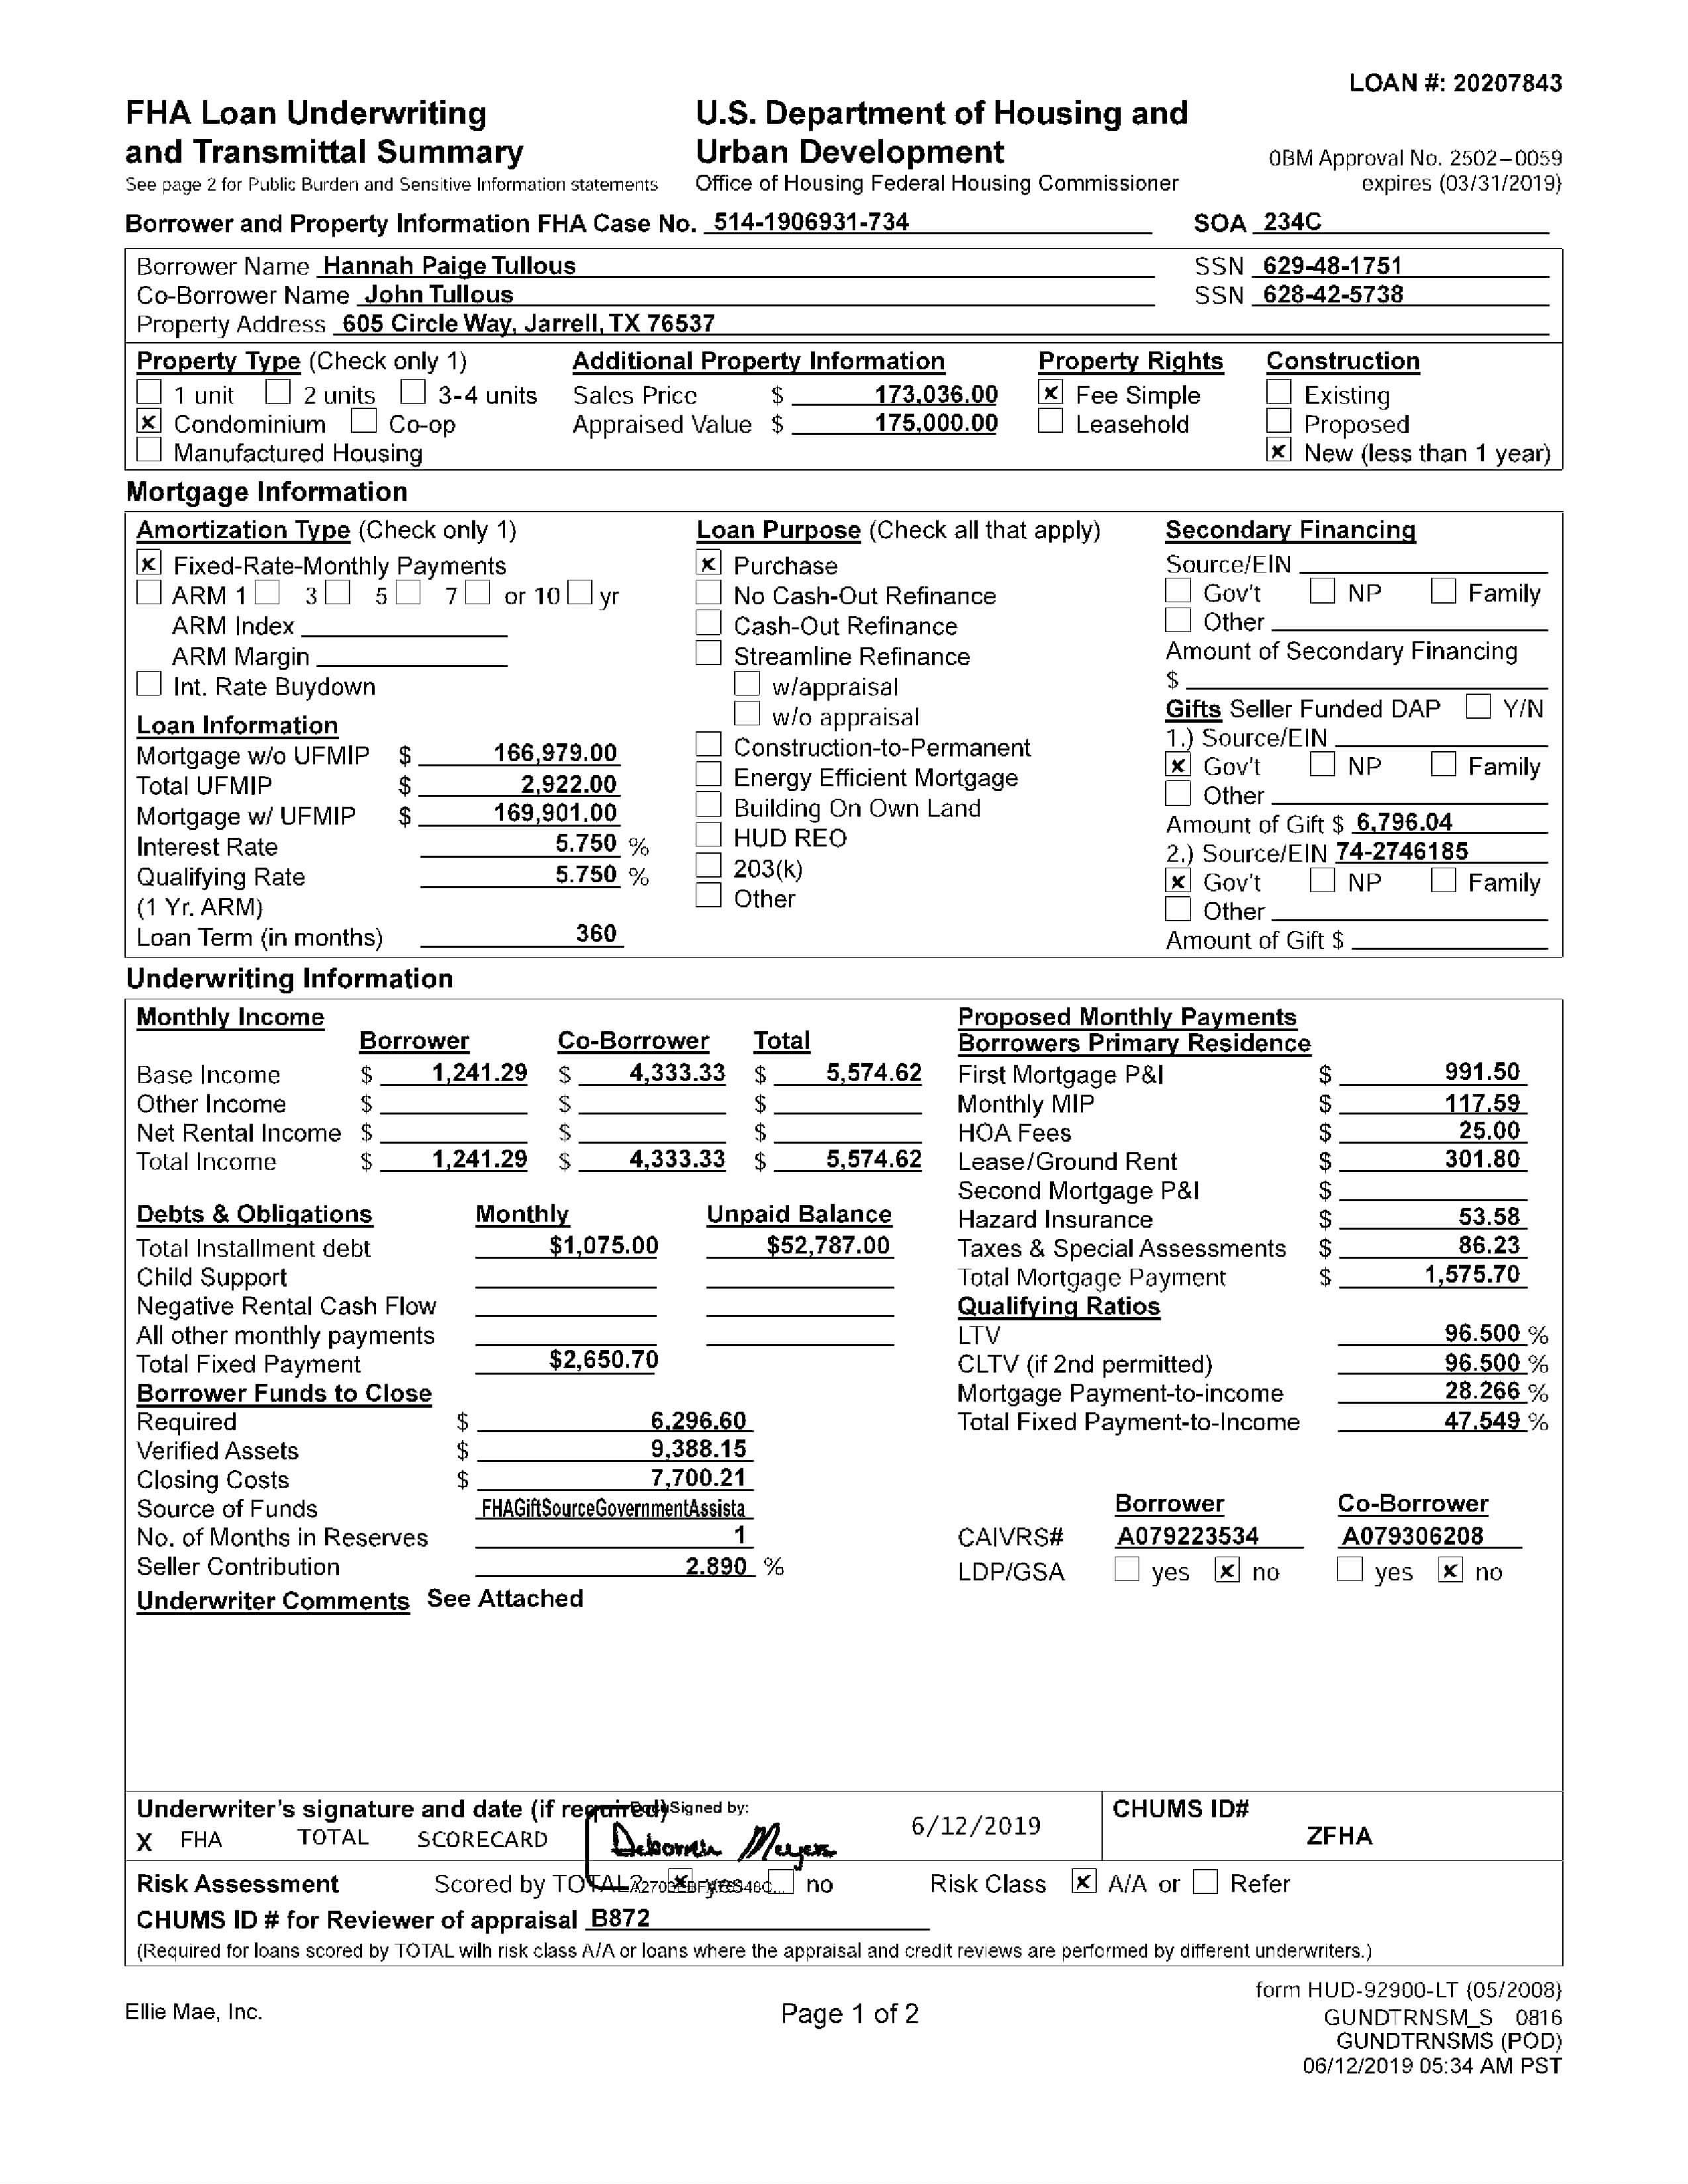 LOAN #: 20207843
FHA Loan Underwriting
and Transmittal Summary
See page 2 for Public Burden and Sensitive Information statements
U.S. Department of Housing and
Urban Development
Office of Housing Federal Housing Commissioner
0BM Approval No. 2502-0059
expires (03/31/2019)
Borrower and Property Information FHA Case No. 514-1906931-734 SOA 234C
Borrower Name Hannah Paige Tullous SSN 629-48-1751
Co-Borrower Name John Tullous SSN 628-42-5738
Property Address 605 Circle Way, Jarrell, TX 76537
Property Type (Check only 1)
1 unit 2 units 3-4 units
Condominium Co-op
Manufactured Housing
Additional Property Information
Sales Price $ 173,036.00
Appraised Value $ 175,000.00
Property Rights
Fee Simple
Leasehold
Construction
Existing
Proposed
New (less than 1 year)
Mortgage Information
Amortization Type (Check only 1)
Fixed-Rate-Monthly Payments
ARM 1 3 5 7 or 10 yr
ARM Index
ARM Margin
Int. Rate Buydown
Loan Information
Mortgage w/o UFMIP $ 166,979.00
Total UFMIP $ 2,922.00
Mortgage w/ UFMIP $ 169,901.00
Interest Rate 5.750 %
Qualifying Rate 5.750 %
(1 Yr. ARM)
Loan Term (in months) 360
Loan Purpose (Check all that apply)
Purchase
No Cash-Out Refinance
Cash-Out Refinance
Streamline Refinance
w/appraisal
w/o appraisal
Construction-to-Permanent
Energy Efficient Mortgage
Building On Own Land
HUD REO
203(k)
Other
Secondary Financing
Source/EIN
Gov't NP Family
Other
Amount of Secondary Financing
$
Gifts Seller Funded DAP Y/N
1.) Source/EIN
Gov't NP Family
Other
Amount of Gift $ 6,796.04
2.) Source/EIN 74-2746185
Gov't NP Family
Other
Amount of Gift $
Underwriting Information
Monthly Income
Borrower Co-Borrower Total
Base Income $ 1,241.29 $ 4,333.33 $ 5,574.62
Other Income $ $ $
Net Rental Income $ $ $
Total Income $ 1,241.29 $ 4,333.33 $ 5,574.62
Debts & Obligations Monthly Unpaid Balance
Total Installment debt $1,075.00 $52,787.00
Child Support
Negative Rental Cash Flow
All other monthly payments
Total Fixed Payment $2,650.70
Borrower Funds to Close
Required $ 6,296.60
Verified Assets $ 9,388.15
Closing Costs $ 7,700.21
Source of Funds FHAGiftSourceGovernmentAssista
No. of Months in Reserves 1
Seller Contribution 2.890 %
Underwriter Comments See Attached
Proposed Monthly Payments
Borrowers Primary Residence
First Mortgage P&I $ 991.50
Monthly MIP $ 117.59
HOA Fees $ 25.00
Lease/Ground Rent $ 301.80
Second Mortgage P&I $
Hazard Insurance $ 53.58
Taxes & Special Assessments $ 86.23
Total Mortgage Payment $ 1,575.70
Qualifying Ratios
LTV 96.500 %
CLTV (if 2nd permitted) 96.500 %
Mortgage Payment-to-income 28.266 %
Total Fixed Payment-to-Income 47.549 %
Borrower Co-Borrower
CAIVRS# A079223534 A079306208
LDP/GSA yes no yes no
Underwriter's signature and date (if required) DocuSigned by:
X FHA TOTAL SCORECARD Deborah Meyers 6/12/2019
CHUMS ID#
ZFHA
Risk Assessment Scored by TOTAL? yes no Risk Class A/A or Refer
CHUMS ID # for Reviewer of appraisal B872
(Required for loans scored by TOTAL with risk class A/A or loans where the appraisal and credit reviews are performed by different underwriters.)
form HUD-92900-LT (05/2008)
Ellie Mae, Inc. Page 1 of 2 GUNDTRNSM_S 0816
GUNDTRNSMS (POD)
06/12/2019 05:34 AM PST